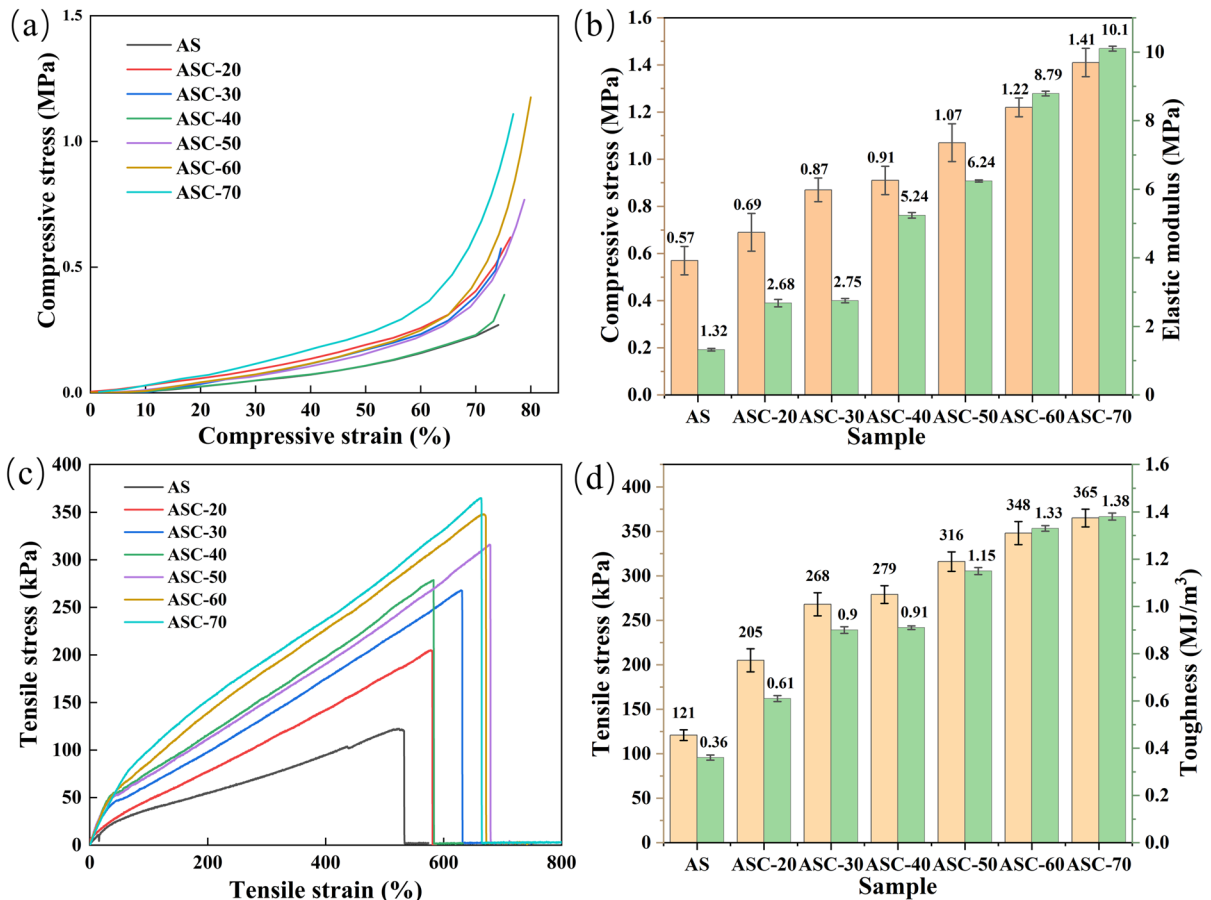 (a)
1.5
1.0
0.5
0.0
Compressive stress (MPa)
AS
ASC-20
ASC-30
ASC-40
ASC-50
ASC-60
ASC-70
0 10 20 30 40 50 60 70 80
Compressive strain (%)
(b)
1.6
1.4
1.2
1.0
0.8
0.6
0.4
0.2
0.0
Compressive stress (MPa)
0.57 1.32 0.69 2.68 0.87 2.75 0.91 5.24 1.07 6.24 1.22 8.79 1.41 10.1
10
8
6
4
2
0
Elastic modulus (MPa)
AS ASC-20 ASC-30 ASC-40 ASC-50 ASC-60 ASC-70
Sample
(c)
400
350
300
250
200
150
100
50
0
Tensile stress (kPa)
AS
ASC-20
ASC-30
ASC-40
ASC-50
ASC-60
ASC-70
0 200 400 600 800
Tensile strain (%)
(d)
400
350
300
250
200
150
100
50
0
Tensile stress (kPa)
121 0.36 205 0.61 268 0.9 279 0.91 316 1.15 348 1.33 365 1.38
1.6
1.4
1.2
1.0
0.8
0.6
0.4
0.2
0.0
Toughness (MJ/m³)
AS ASC-20 ASC-30 ASC-40 ASC-50 ASC-60 ASC-70
Sample